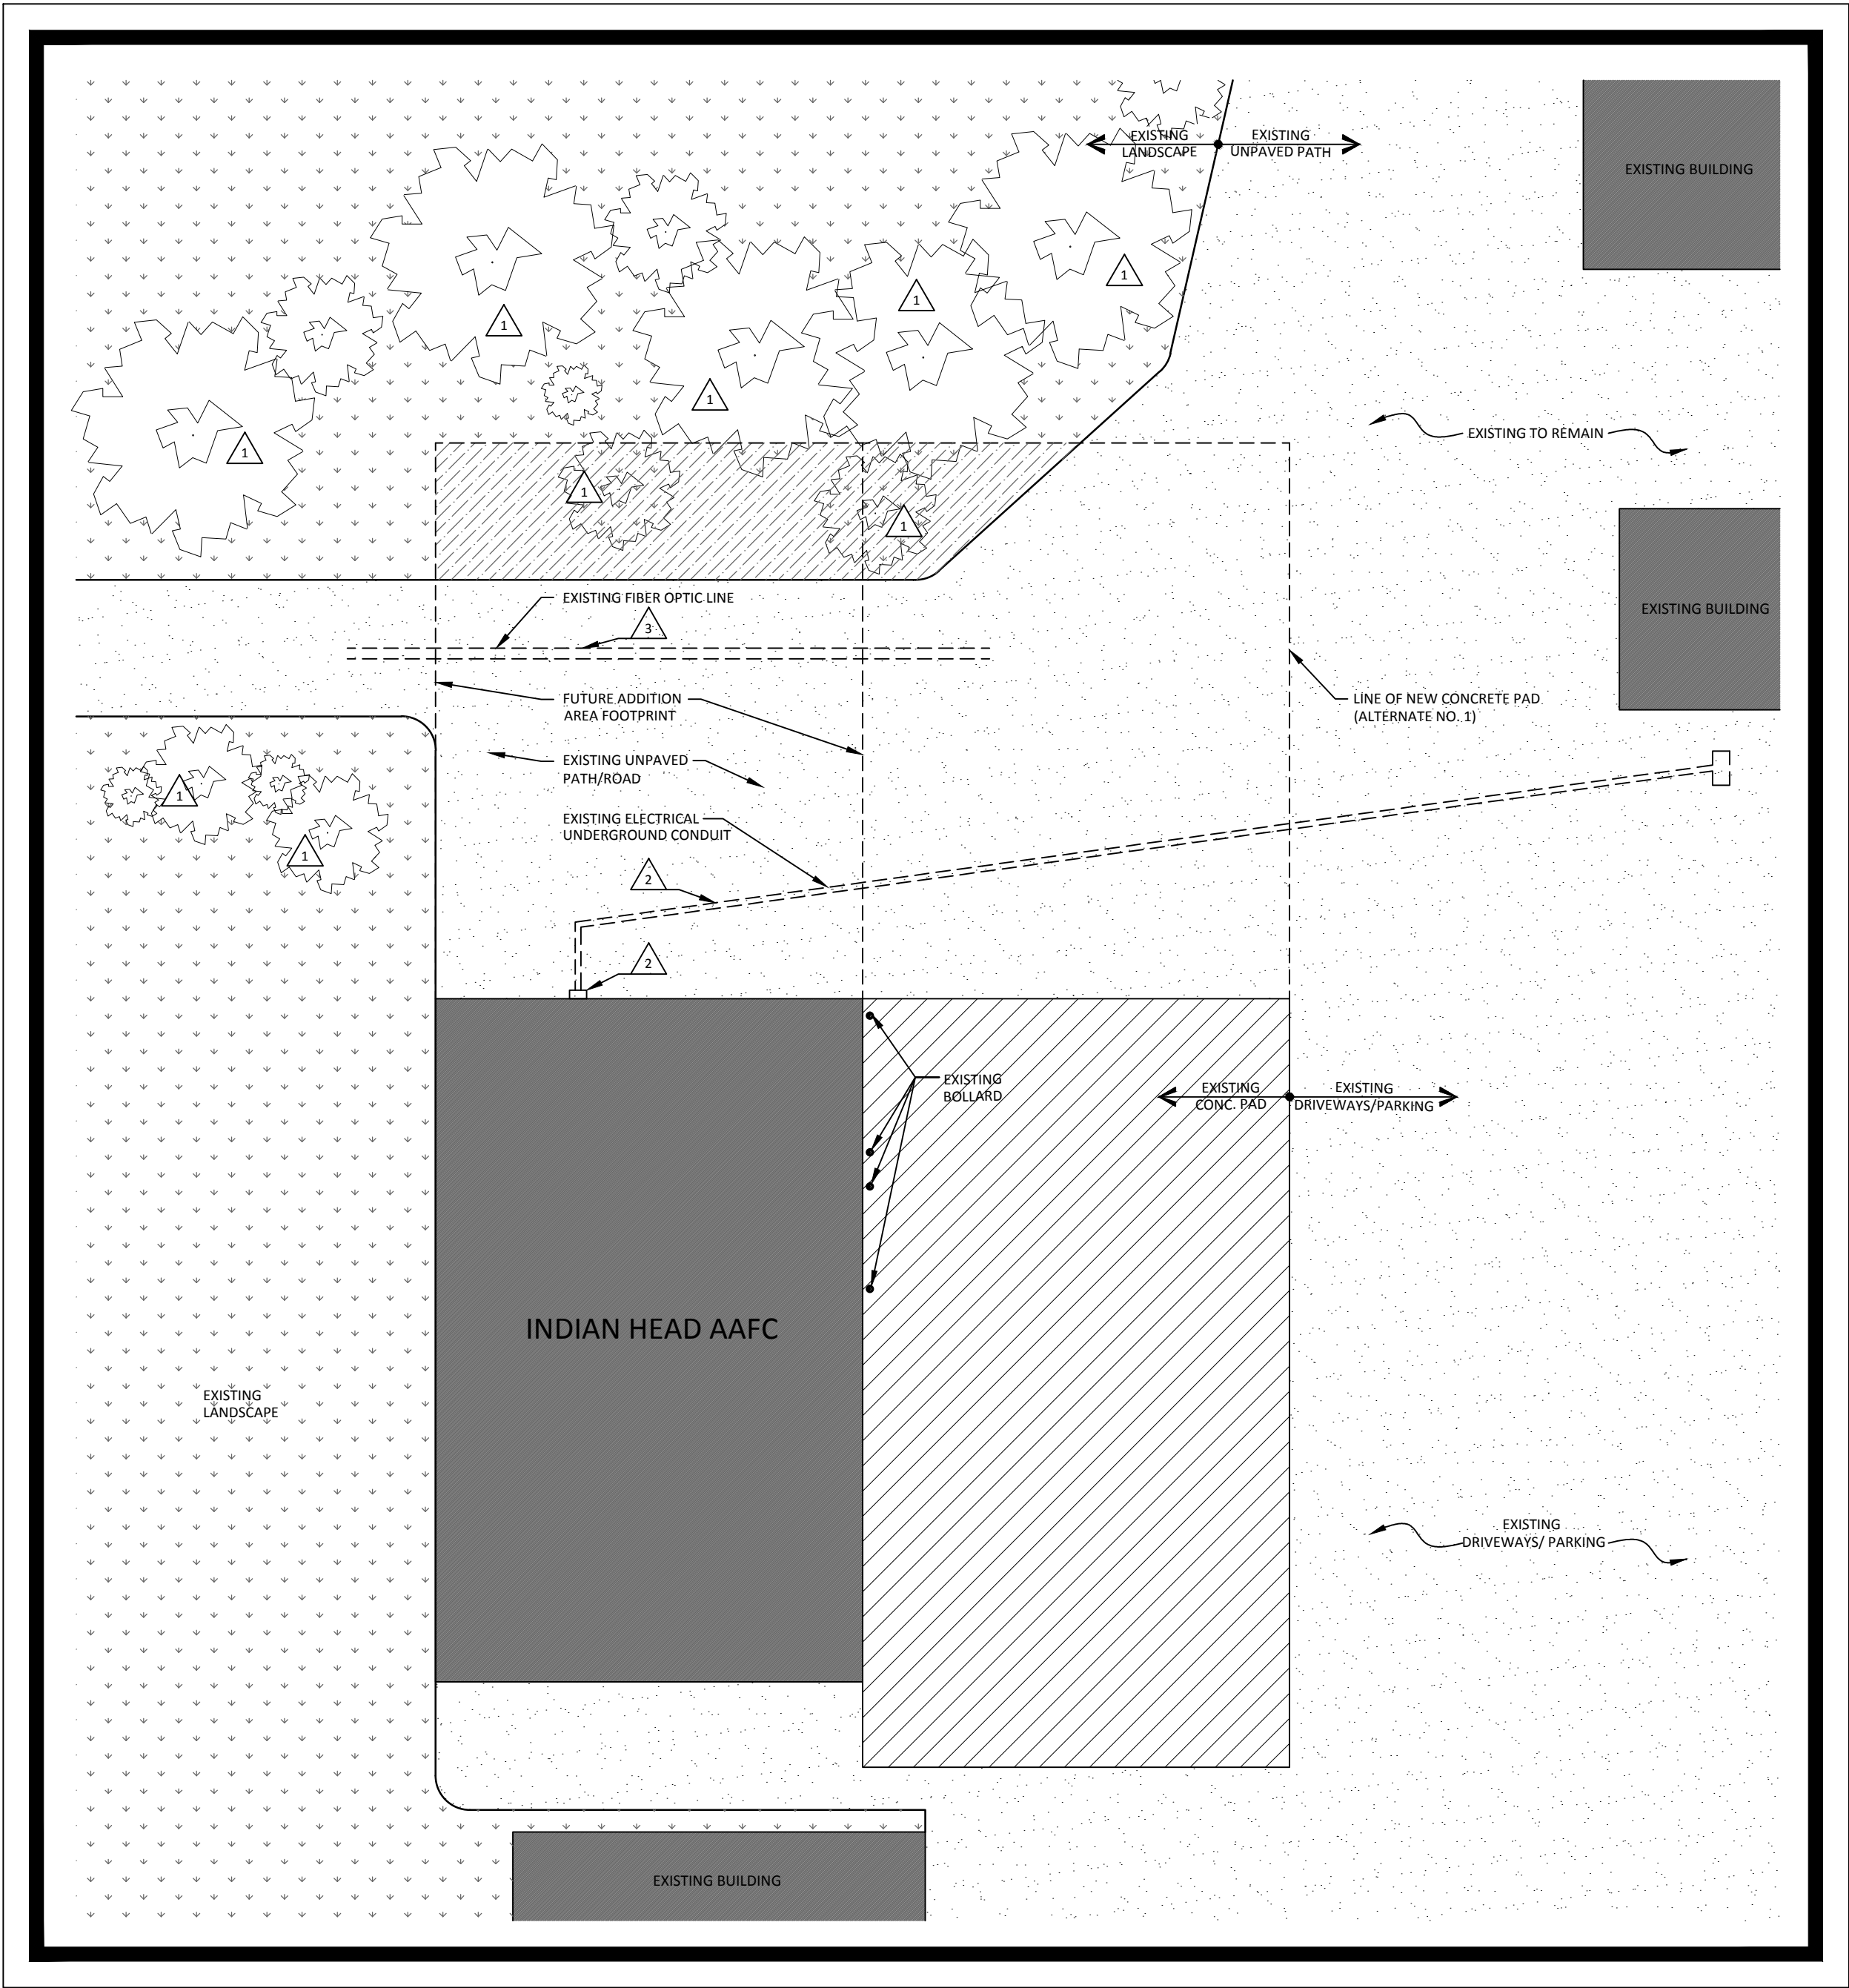 EXISTING
LANDSCAPE
EXISTING
UNPAVED PATH
EXISTING BUILDING
1
1
1
1
1
EXISTING TO REMAIN
1
1
EXISTING FIBER OPTIC LINE
3
EXISTING BUILDING
FUTURE ADDITION
AREA FOOTPRINT
LINE OF NEW CONCRETE PAD
(ALTERNATE NO. 1)
EXISTING UNPAVED
PATH/ROAD
1
EXISTING ELECTRICAL
UNDERGROUND CONDUIT
1
2
2
EXISTING
BOLLARD
EXISTING
CONC. PAD
EXISTING
DRIVEWAYS/PARKING
INDIAN HEAD AAFC
EXISTING
LANDSCAPE
EXISTING
DRIVEWAYS/ PARKING
EXISTING BUILDING